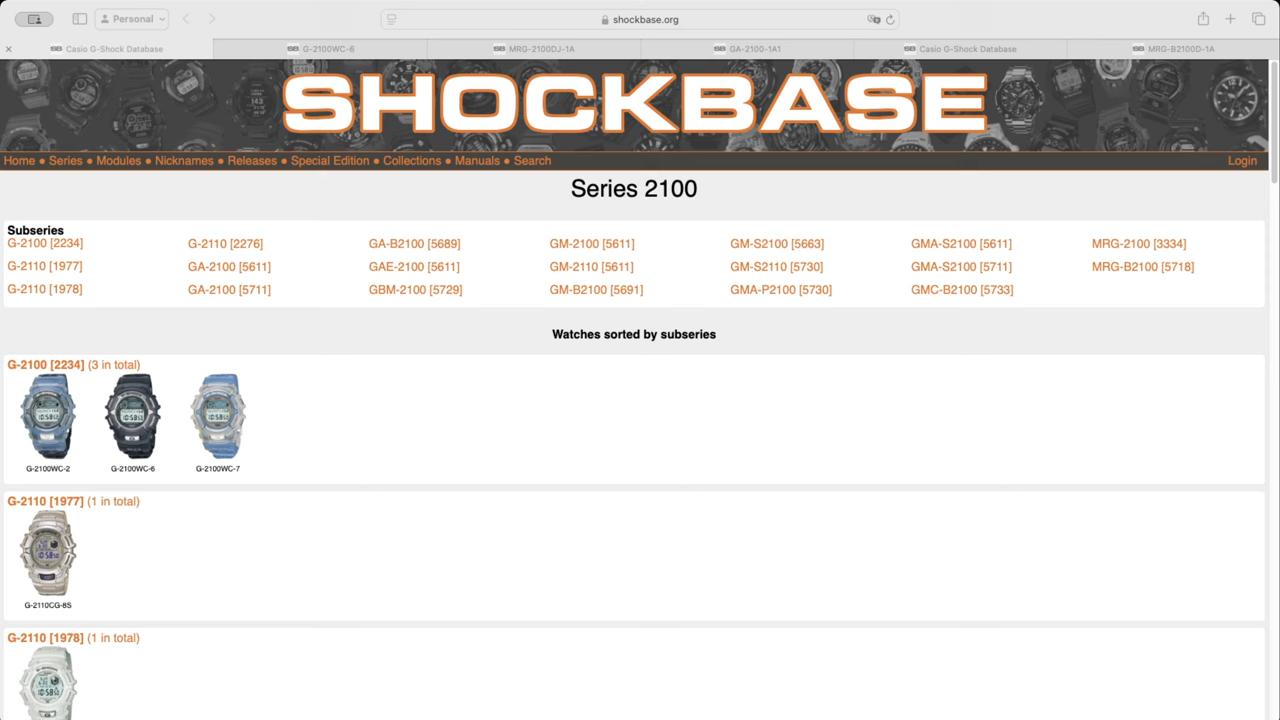 Personal
shockbase.org
Casio G-Shock Database
G-2100WC-6
MRG-2100DJ-1A
GA-2100-1A1
Casio G-Shock Database
MRG-B2100D-1A
SHOCKBASE
Home ● Series ● Modules ● Nicknames ● Releases ● Special Edition ● Collections ● Manuals ● Search
Login
Series 2100
Subseries
G-2100 [2234] G-2110 [2276] GA-B2100 [5689] GM-2100 [5611] GM-S2100 [5663] GMA-S2100 [5611] MRG-2100 [3334]
G-2110 [1977] GA-2100 [5611] GAE-2100 [5611] GM-2110 [5611] GM-S2110 [5730] GMA-S2100 [5711] MRG-B2100 [5718]
G-2110 [1978] GA-2100 [5711] GBM-2100 [5729] GM-B2100 [5691] GMA-P2100 [5730] GMC-B2100 [5733]
Watches sorted by subseries
G-2100 [2234] (3 in total)
G-2100WC-2 G-2100WC-6 G-2100WC-7
G-2110 [1977] (1 in total)
G-2110CG-8S
G-2110 [1978] (1 in total)